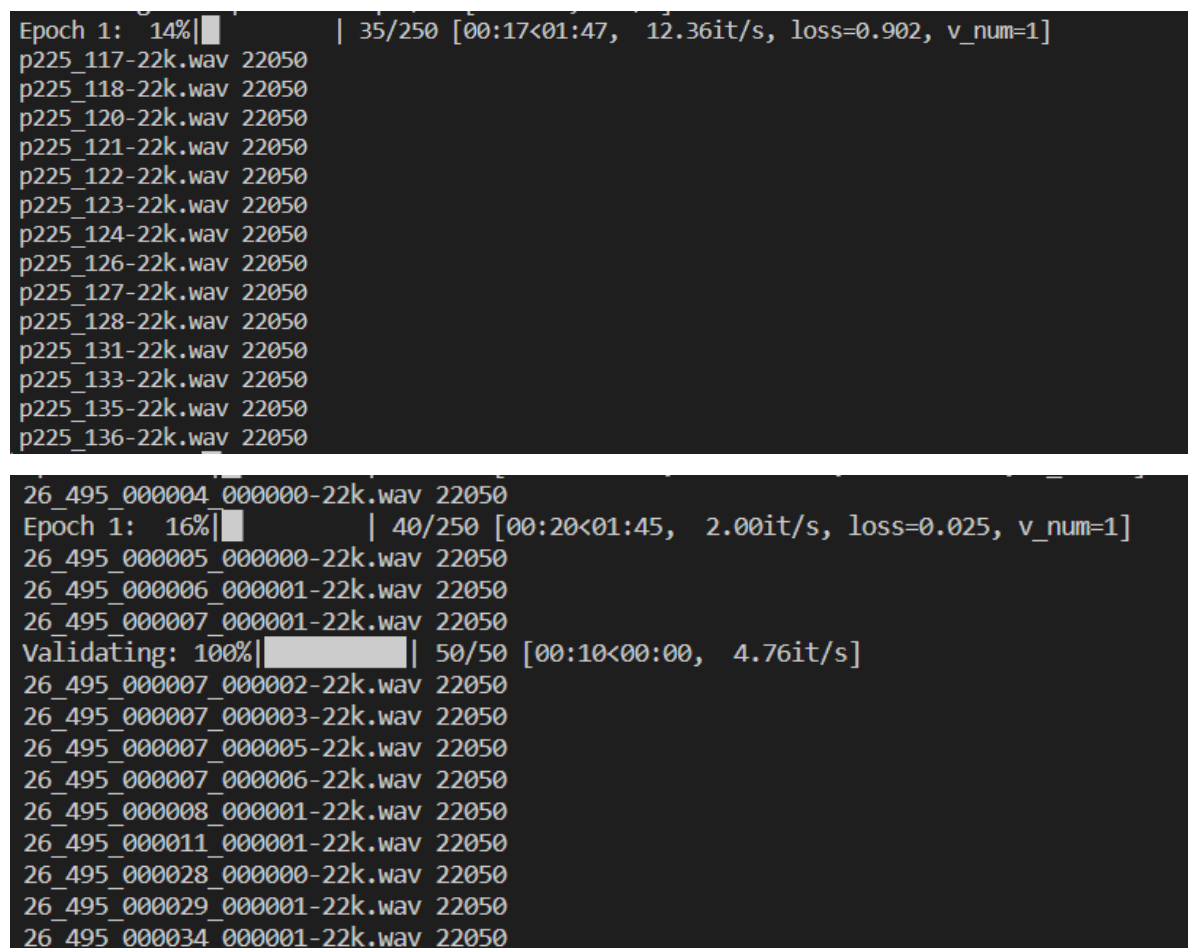 Epoch 1:  14%|█         | 35/250 [00:17<01:47,  12.36it/s, loss=0.902, v_num=1]
p225_117-22k.wav 22050
p225_118-22k.wav 22050
p225_120-22k.wav 22050
p225_121-22k.wav 22050
p225_122-22k.wav 22050
p225_123-22k.wav 22050
p225_124-22k.wav 22050
p225_126-22k.wav 22050
p225_127-22k.wav 22050
p225_128-22k.wav 22050
p225_131-22k.wav 22050
p225_133-22k.wav 22050
p225_135-22k.wav 22050
p225_136-22k.wav 22050
26_495_000004_000000-22k.wav 22050
Epoch 1:  16%|█         | 40/250 [00:20<01:45,  2.00it/s, loss=0.025, v_num=1]
26_495_000005_000000-22k.wav 22050
26_495_000006_000001-22k.wav 22050
26_495_000007_000001-22k.wav 22050
Validating: 100%|██████████| 50/50 [00:10<00:00,  4.76it/s]
26_495_000007_000002-22k.wav 22050
26_495_000007_000003-22k.wav 22050
26_495_000007_000005-22k.wav 22050
26_495_000007_000006-22k.wav 22050
26_495_000008_000001-22k.wav 22050
26_495_000011_000001-22k.wav 22050
26_495_000028_000000-22k.wav 22050
26_495_000029_000001-22k.wav 22050
26_495_000034_000001-22k.wav 22050